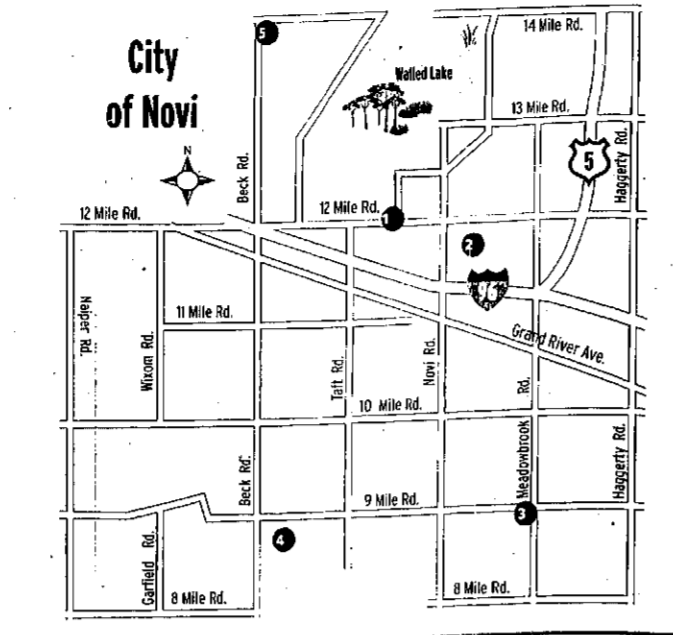 City
of Novi
N
5
14 Mile Rd.
Walled Lake
13 Mile Rd.
5
Haggerty Rd.
Beck Rd.
12 Mile Rd.
12 Mile Rd.
1
2
96
11 Mile Rd.
Naiper Rd.
Wixom Rd.
Grand River Ave.
Taft Rd.
Novi Rd.
10 Mile Rd.
Meadowbrook Rd.
Haggerty Rd.
Beck Rd.
9 Mile Rd.
3
4
Garfield Rd.
8 Mile Rd.
8 Mile Rd.